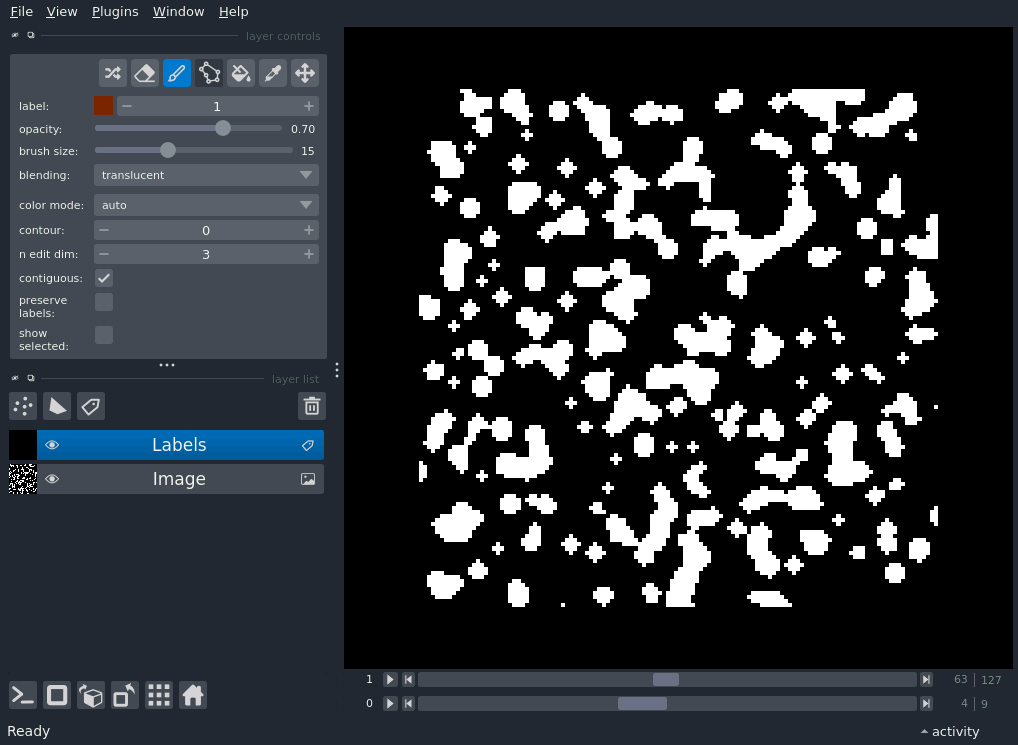 File View Plugins Window Help
layer controls
label: 1
opacity: 0.70
brush size: 15
blending: translucent
color mode: auto
contour: 0
n edit dim: 3
contiguous:
preserve
labels:
show
selected:
layer list
Labels
Image
1 63 127
0 4 9
Ready activity